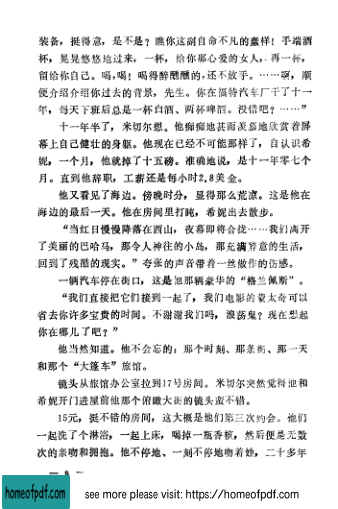 装备，挺得意，是不是？瞧你这副自命不凡的蠢样！手端酒
杯，晃晃悠悠地过来，一杯，给你那心爱的女人，再一杯，
留给你自己。喝，喝！喝得醉醺醺的，还不放手。……啊，顺
便介绍介绍你过去的背景，先生。你在福特汽车厂干了十一
年，每天下班后总是一杯白酒、两杯啤酒。没错吧？……”
十一年半了，米切尔想。他痴痴地甚而羡慕地欣赏着屏
幕上自己健壮的身躯。他现在已经不可能那样了，自认识希
妮，一个月，他就掉了十五磅。准确地说，是十一年零七个
月。直到他辞职，工薪还是每小时2.8美金。
他又看见了海边。傍晚时分，显得那么荒凉。这是他在
海边的最后一天。他在房间里打盹，希妮出去散步。
“当红日慢慢降落在西山，夜幕即将会拢……我们离开
了美丽的巴哈马，那令人神往的小岛，那充满 意的生活，
回到了残酷的现实。”夸张的声音带着一丝做作的伤感。
一辆汽车停在街口，这是 那辆豪华的“格兰佩斯”。
“我们直接把它们接到一起了，我们电影的蒙太奇可以
省去你许多宝贵的时间。不谢谢我们吗，浪荡鬼？现在想起
你在哪儿了吧？”
他当然知道。他不会忘的：那个时刻、那条街、那一天
和那个“大篷车”旅馆。
镜头从旅馆办公室拉到17号房间。米切尔突然觉得他和
希妮开门进屋前他那个俯瞰大街的镜头蛮不错。
15元，挺不错的房间，这大概是他们第三次约会。他们
一起洗了个淋浴，一起上床，喝掉一瓶香槟，然后便是无数
次的亲吻和拥抱。他不停地、一刻不停地吻着她，二十多年
homeofpdf.com
see more please visit: https://homeofpdf.com